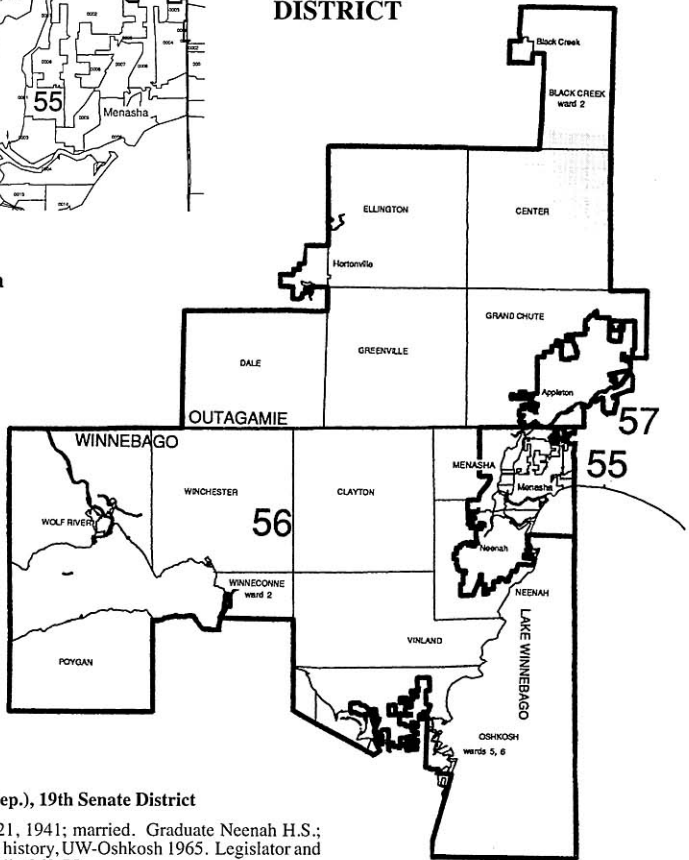 DISTRICT
55
Menasha
Black Creek
BLACK CREEK
ward 2
ELLINGTON
CENTER
Hortonville
GRAND CHUTE
DALE
GREENVILLE
Appleton
OUTAGAMIE
57
WINNEBAGO
MENASHA
55
WINCHESTER
CLAYTON
Menasha
WOLF RIVER
56
Neenah
WINNECONNE
ward 2
NEENAH
LAKE WINNEBAGO
VINLAND
POYGAN
OSHKOSH
wards 5, 6
ep.), 19th Senate District
21, 1941; married. Graduate Neenah H.S.;
history, UW-Oshkosh 1965. Legislator and